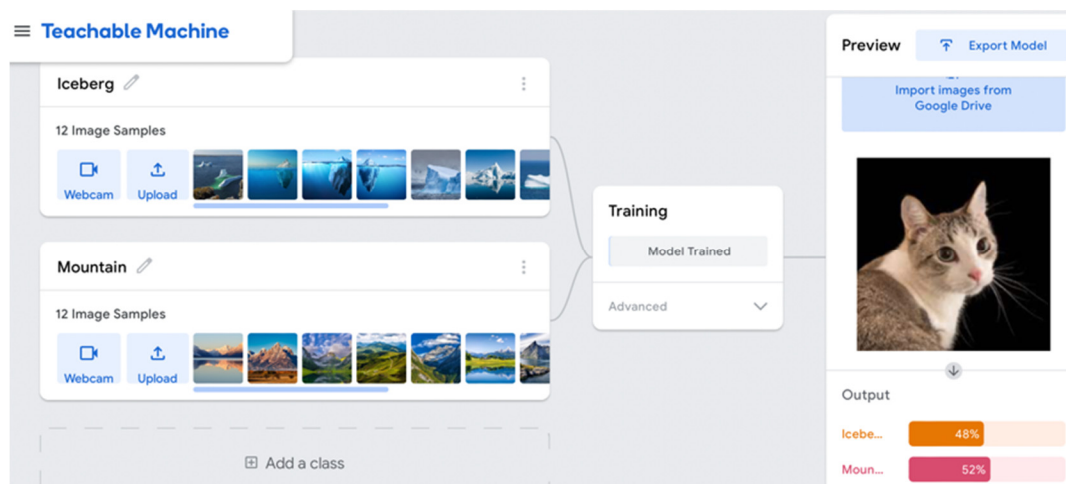 Teachable Machine
Iceberg
12 Image Samples
Webcam
Upload
Mountain
12 Image Samples
Webcam
Upload
Add a class
Training
Model Trained
Advanced
Preview
Export Model
Import images from
Google Drive
Output
Icebe...
48%
Moun...
52%